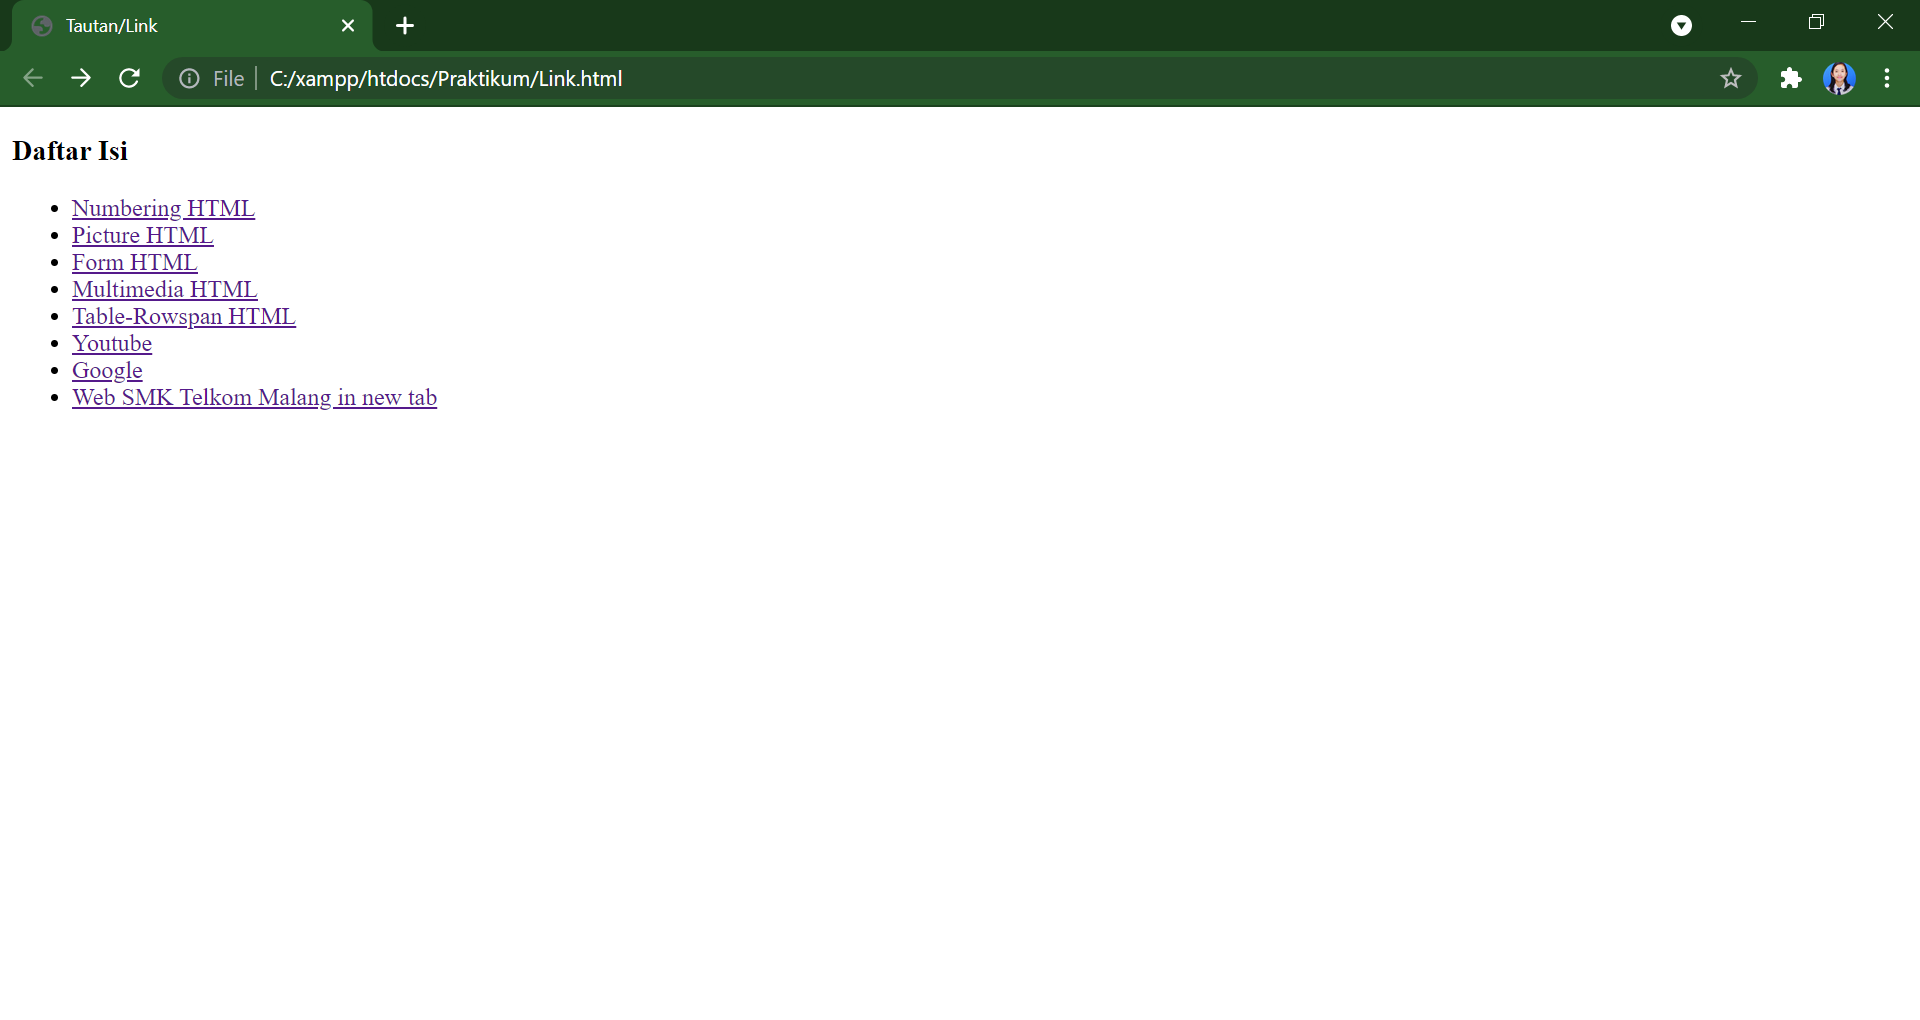 Tautan/Link
File C:/xampp/htdocs/Praktikum/Link.html
Daftar Isi
Numbering HTML
Picture HTML
Form HTML
Multimedia HTML
Table-Rowspan HTML
Youtube
Google
Web SMK Telkom Malang in new tab